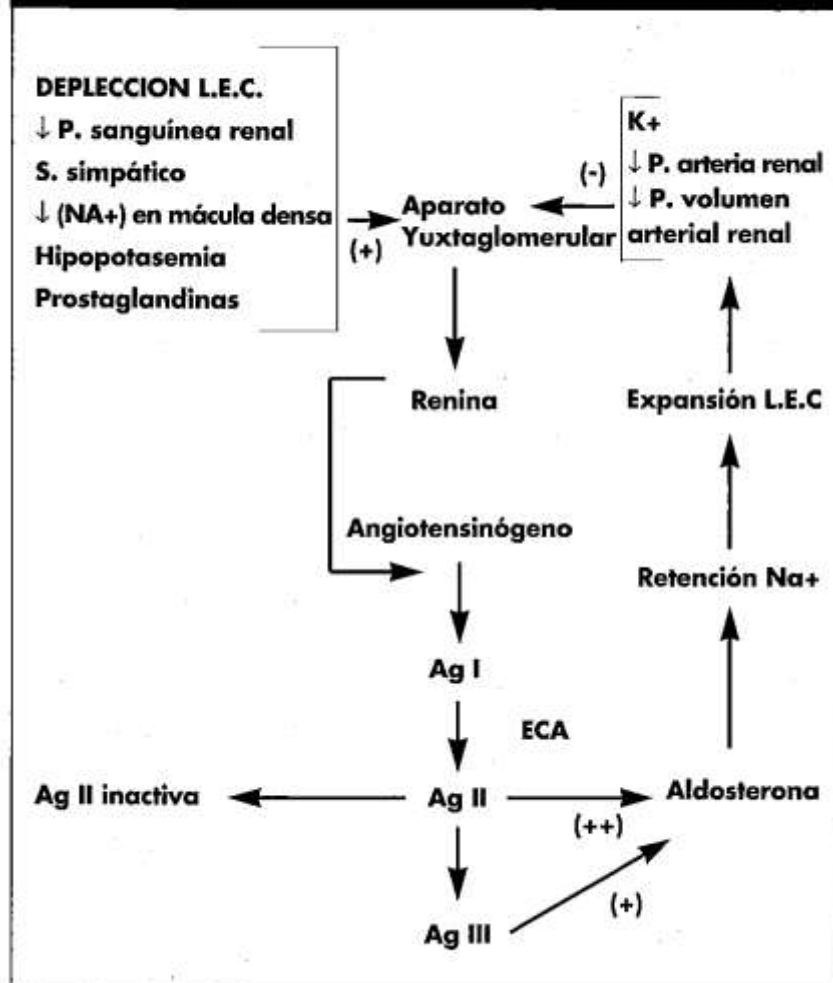 DEPLECCION L.E.C.
↓ P. sanguínea renal
S. simpático
↓ (NA+) en mácula densa
Hipopotasemia
Prostaglandinas
(+)
Aparato
Yuxtaglomerular
(-)
K+
↓ P. arteria renal
↓ P. volumen
arterial renal
Renina
Expansión L.E.C
Angiotensinógeno
Retención Na+
Ag I
ECA
Ag II inactiva
Ag II
(++)
Aldosterona
(+)
Ag III